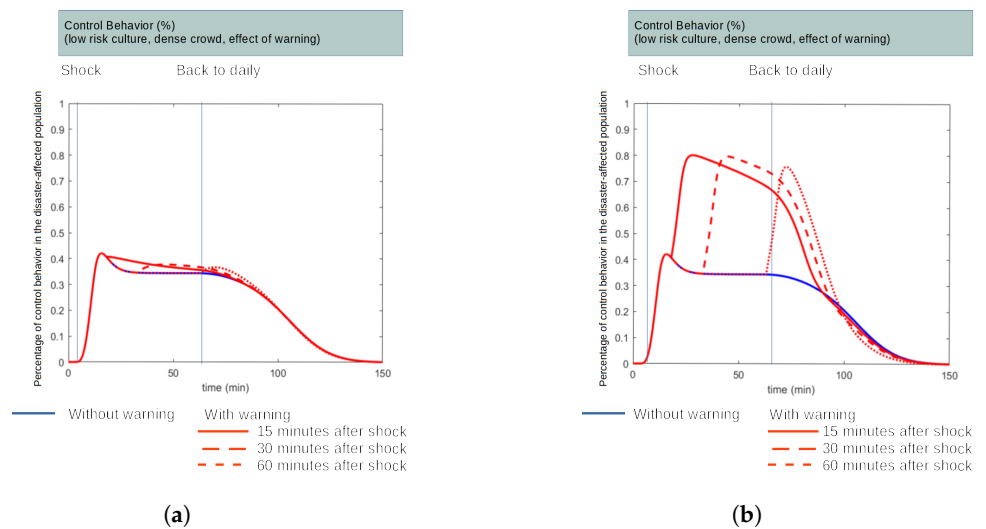 Control Behavior (%)
(low risk culture, dense crowd, effect of warning)
Shock Back to daily
Percentage of control behavior in the disaster-affected population
1
0.9
0.8
0.7
0.6
0.5
0.4
0.3
0.2
0.1
0
0 50 100 150
time (min)
Without warning With warning
15 minutes after shock
30 minutes after shock
60 minutes after shock
(a)
Control Behavior (%)
(low risk culture, dense crowd, effect of warning)
Shock Back to daily
Percentage of control behavior in the disaster-affected population
1
0.9
0.8
0.7
0.6
0.5
0.4
0.3
0.2
0.1
0
0 50 100 150
time (min)
Without warning With warning
15 minutes after shock
30 minutes after shock
60 minutes after shock
(b)